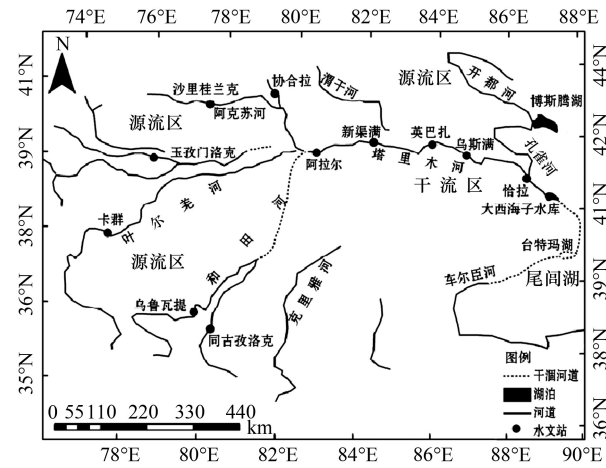 74°E 76°E 78°E 80°E 82°E 84°E 86°E 88°E
N
41°N
39°N
38°N
36°N
35°N
44°N
42°N
41°N
39°N
38°N
36°N
协合拉
渭干河
源流区
开都河
沙里桂兰克
阿克苏河
博斯腾湖
源流区
玉孜门洛克
新渠满
英巴扎
乌斯满
孔雀河
阿拉尔
塔里木河
干流区
恰拉
大西海子水库
卡群
叶尔羌河
和田河
台特玛湖
源流区
车尔臣河
尾闾湖
克里雅河
乌鲁瓦提
同古孜洛克
图例
干涸河道
湖泊
河道
水文站
0 55 110 220 330 440
km
78°E 80°E 82°E 84°E 86°E 88°E 90°E